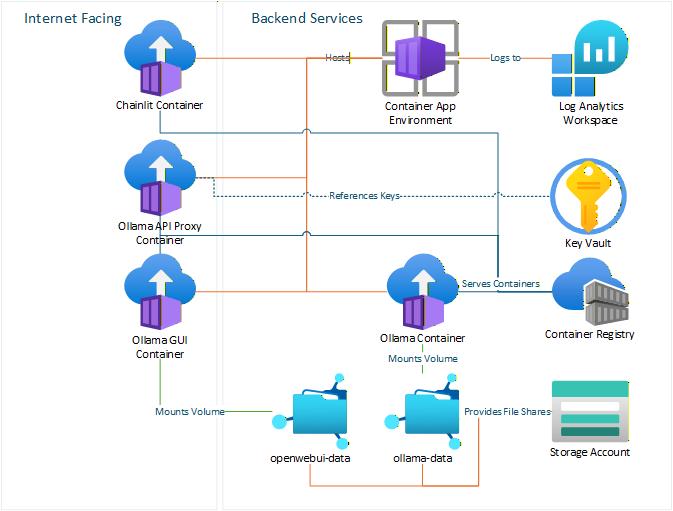 Internet Facing
Backend Services
Hosts
Logs to
Chainlit Container
Container App
Environment
Log Analytics
Workspace
References Keys
Ollama API Proxy
Container
Key Vault
Serves Containers
Ollama GUI
Container
Ollama Container
Container Registry
Mounts Volume
Mounts Volume
Provides File Shares
openwebui-data
ollama-data
Storage Account